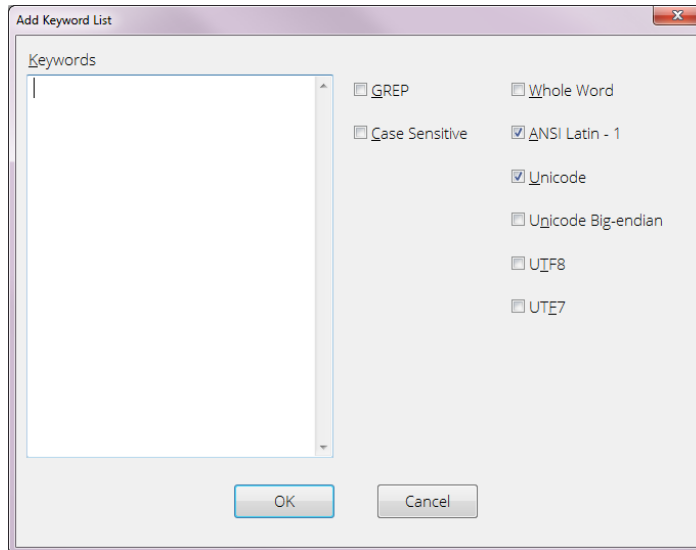 Add Keyword List
Keywords
GREP
Whole Word
Case Sensitive
ANSI Latin - 1
Unicode
Unicode Big-endian
UTF8
UTF7
OK
Cancel